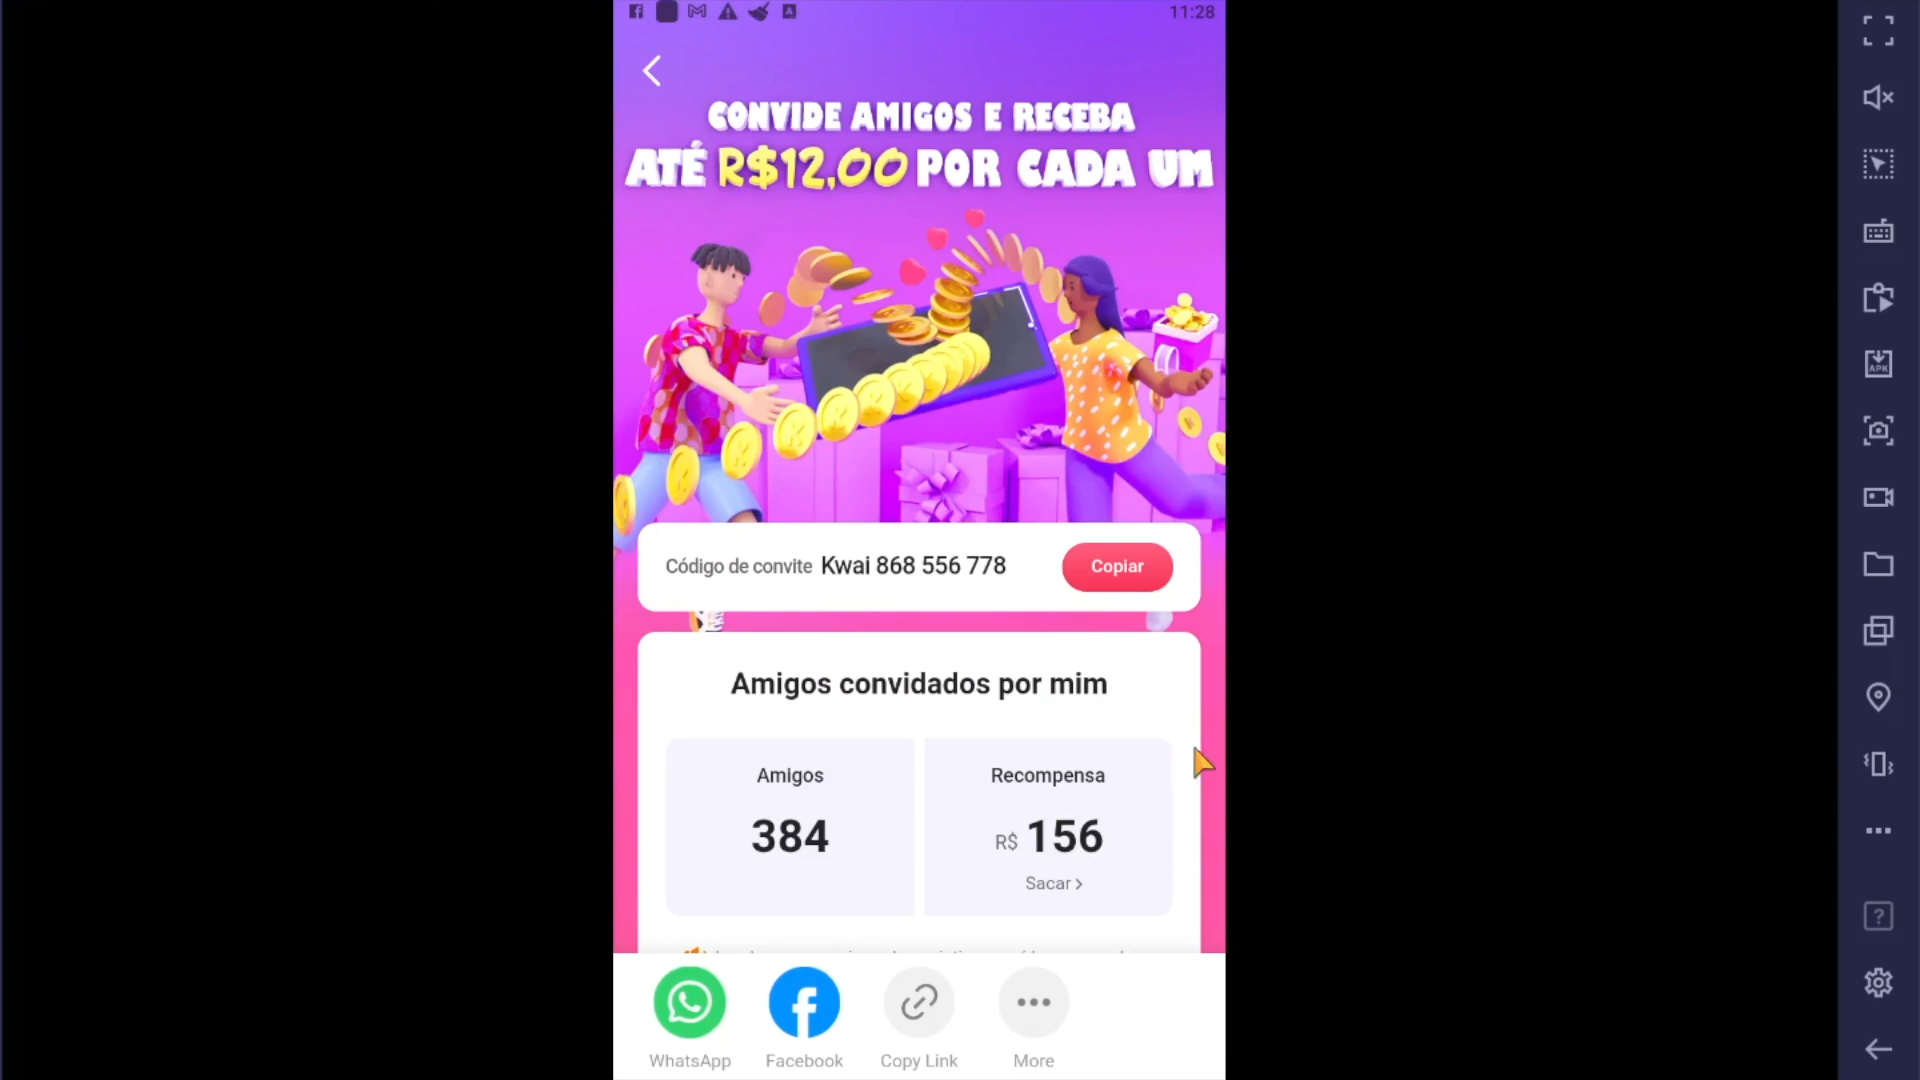 11:28
CONVIDE AMIGOS E RECEBA
ATÉ R$12,00 POR CADA UM
Código de convite Kwai 868 556 778 Copiar
Amigos convidados por mim
Amigos Recompensa
384 R$ 156
Sacar >
WhatsApp Facebook Copy Link More
APK